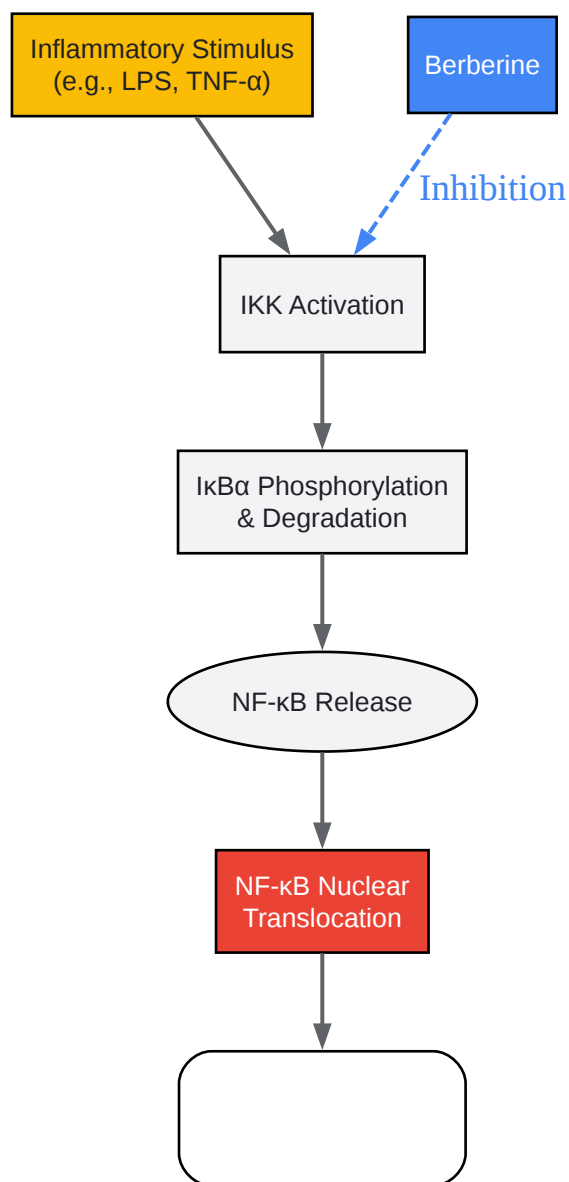 Inflammatory Stimulus
(e.g., LPS, TNF-α)
Berberine
Inhibition
IKK Activation
IκBα Phosphorylation
& Degradation
NF-κB Release
NF-κB Nuclear
Translocation